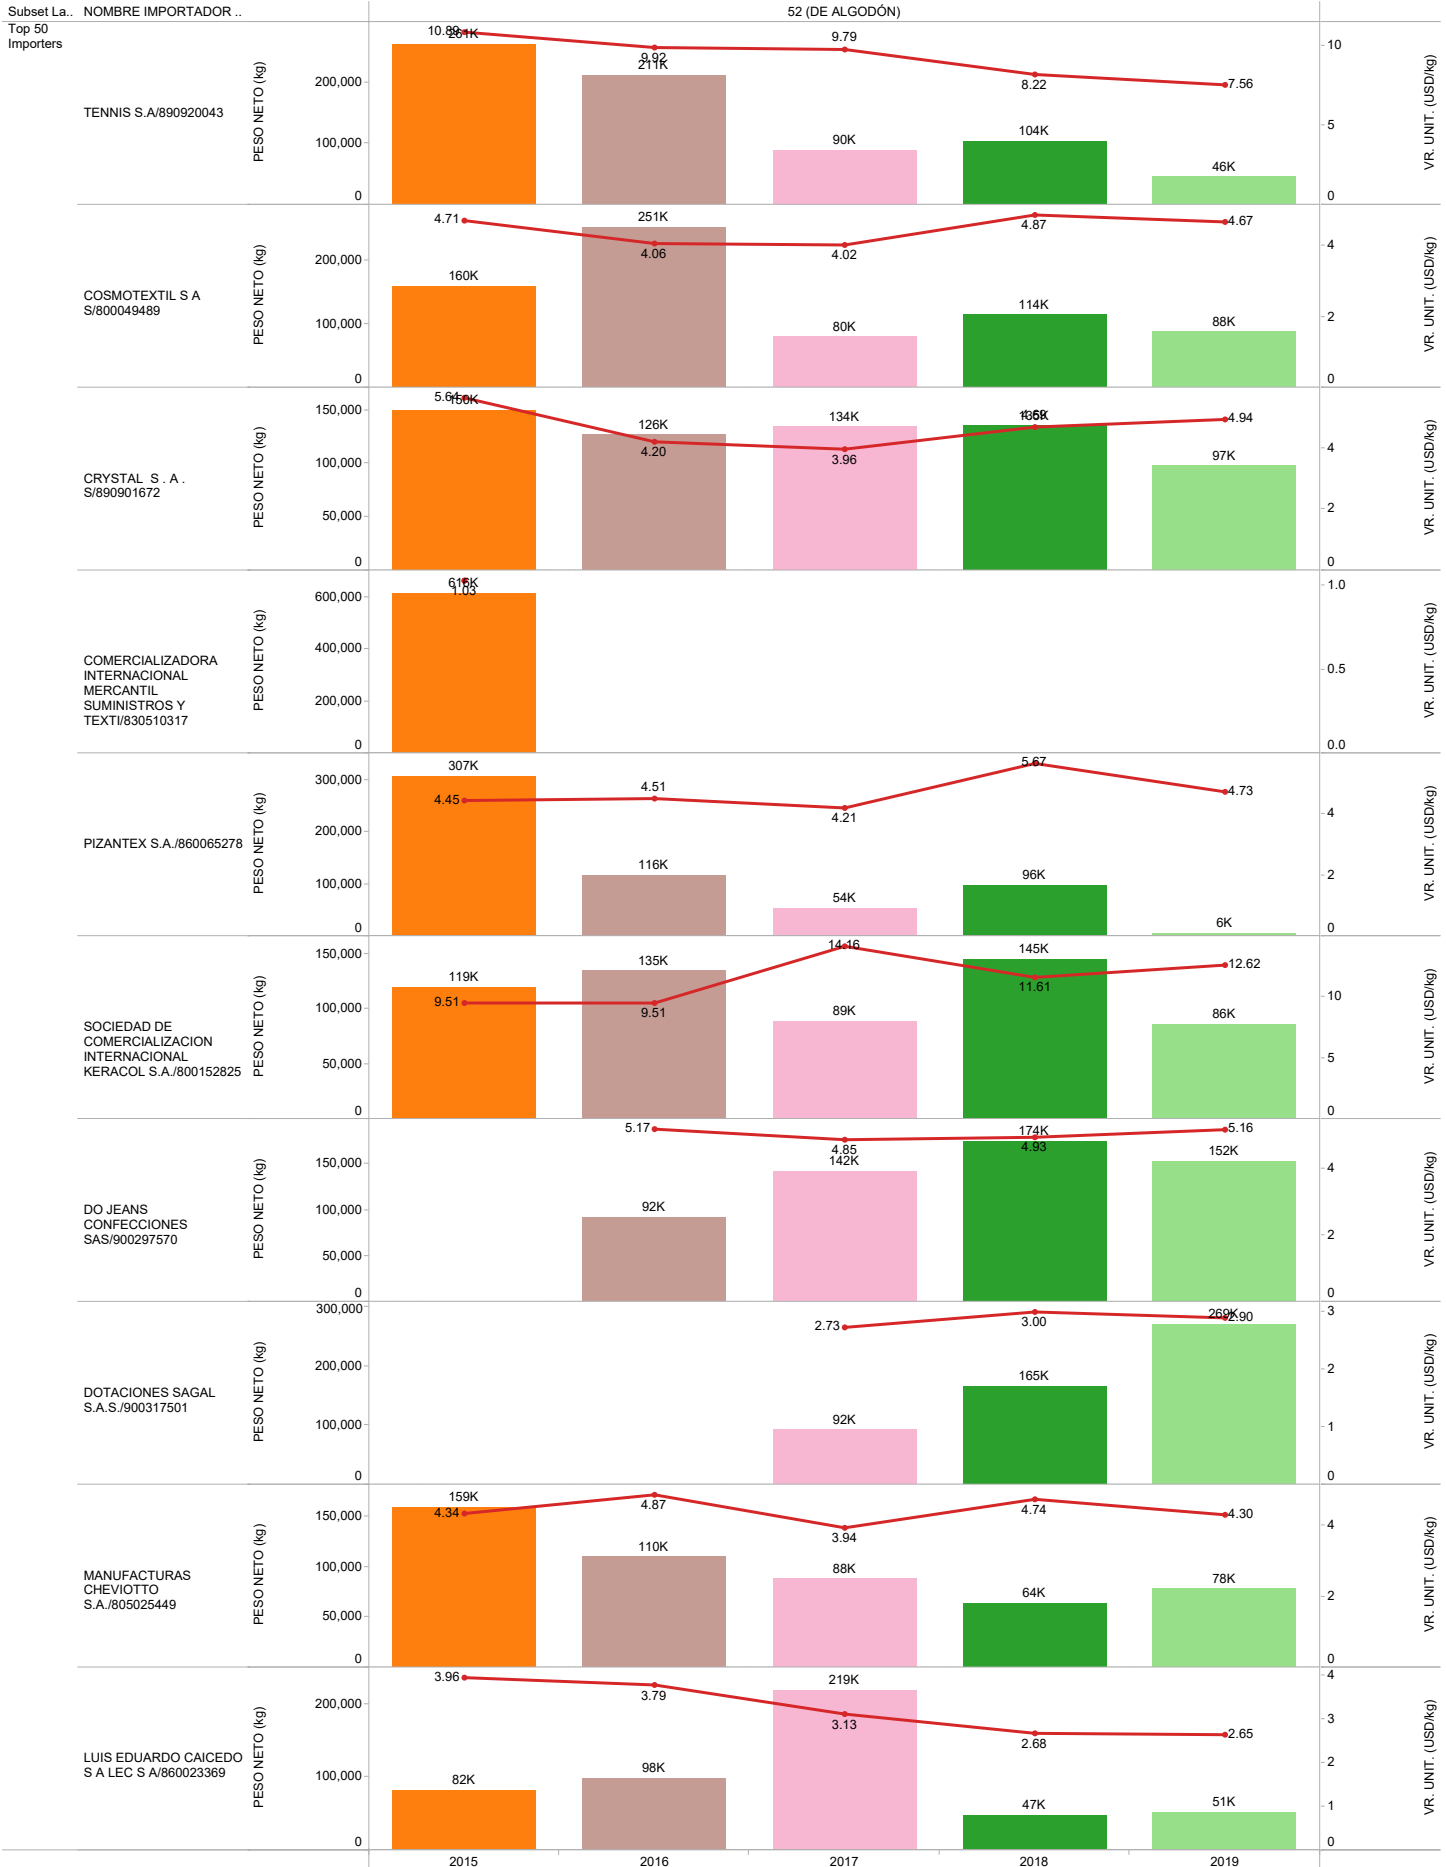 Subset La.. NOMBRE IMPORTADOR .. 52 (DE ALGODÓN)
Top 50
Importers
TENNIS S.A/890920043
PESO NETO (kg)
200,000
100,000
0
10.89
261K
9.92
211K
9.79
90K
8.22
104K
7.56
46K
10
5
0
VR. UNIT. (USD/kg)
COSMOTEXTIL S A
S/800049489
PESO NETO (kg)
200,000
100,000
0
4.71
160K
251K
4.06
4.02
80K
4.87
114K
4.67
88K
4
2
0
VR. UNIT. (USD/kg)
CRYSTAL S . A .
S/890901672
PESO NETO (kg)
150,000
100,000
50,000
0
5.64
150K
126K
4.20
134K
3.96
4.69
4.94
97K
4
2
0
VR. UNIT. (USD/kg)
COMERCIALIZADORA
INTERNACIONAL
MERCANTIL
SUMINISTROS Y
TEXTI/830510317
PESO NETO (kg)
600,000
400,000
200,000
0
616K
1.03
1.0
0.5
0.0
VR. UNIT. (USD/kg)
PIZANTEX S.A./860065278
PESO NETO (kg)
300,000
200,000
100,000
0
307K
4.45
4.51
116K
4.21
54K
5.67
96K
4.73
6K
4
2
0
VR. UNIT. (USD/kg)
SOCIEDAD DE
COMERCIALIZACION
INTERNACIONAL
KERACOL S.A./800152825
PESO NETO (kg)
150,000
100,000
50,000
0
119K
9.51
135K
9.51
14.16
89K
145K
11.61
12.62
86K
10
5
0
VR. UNIT. (USD/kg)
DO JEANS
CONFECCIONES
SAS/900297570
PESO NETO (kg)
150,000
100,000
50,000
0
5.17
92K
4.85
142K
174K
4.93
5.16
152K
4
2
0
VR. UNIT. (USD/kg)
DOTACIONES SAGAL
S.A.S./900317501
PESO NETO (kg)
300,000
200,000
100,000
0
2.73
92K
3.00
165K
269K
2.90
3
2
1
0
VR. UNIT. (USD/kg)
MANUFACTURAS
CHEVIOTTO
S.A./805025449
PESO NETO (kg)
150,000
100,000
50,000
0
159K
4.34
4.87
110K
3.94
88K
4.74
64K
4.30
78K
4
2
0
VR. UNIT. (USD/kg)
LUIS EDUARDO CAICEDO
S A LEC S A/860023369
PESO NETO (kg)
200,000
100,000
0
3.96
82K
3.79
98K
219K
3.13
2.68
47K
2.65
51K
4
3
2
1
0
VR. UNIT. (USD/kg)
2015 2016 2017 2018 2019